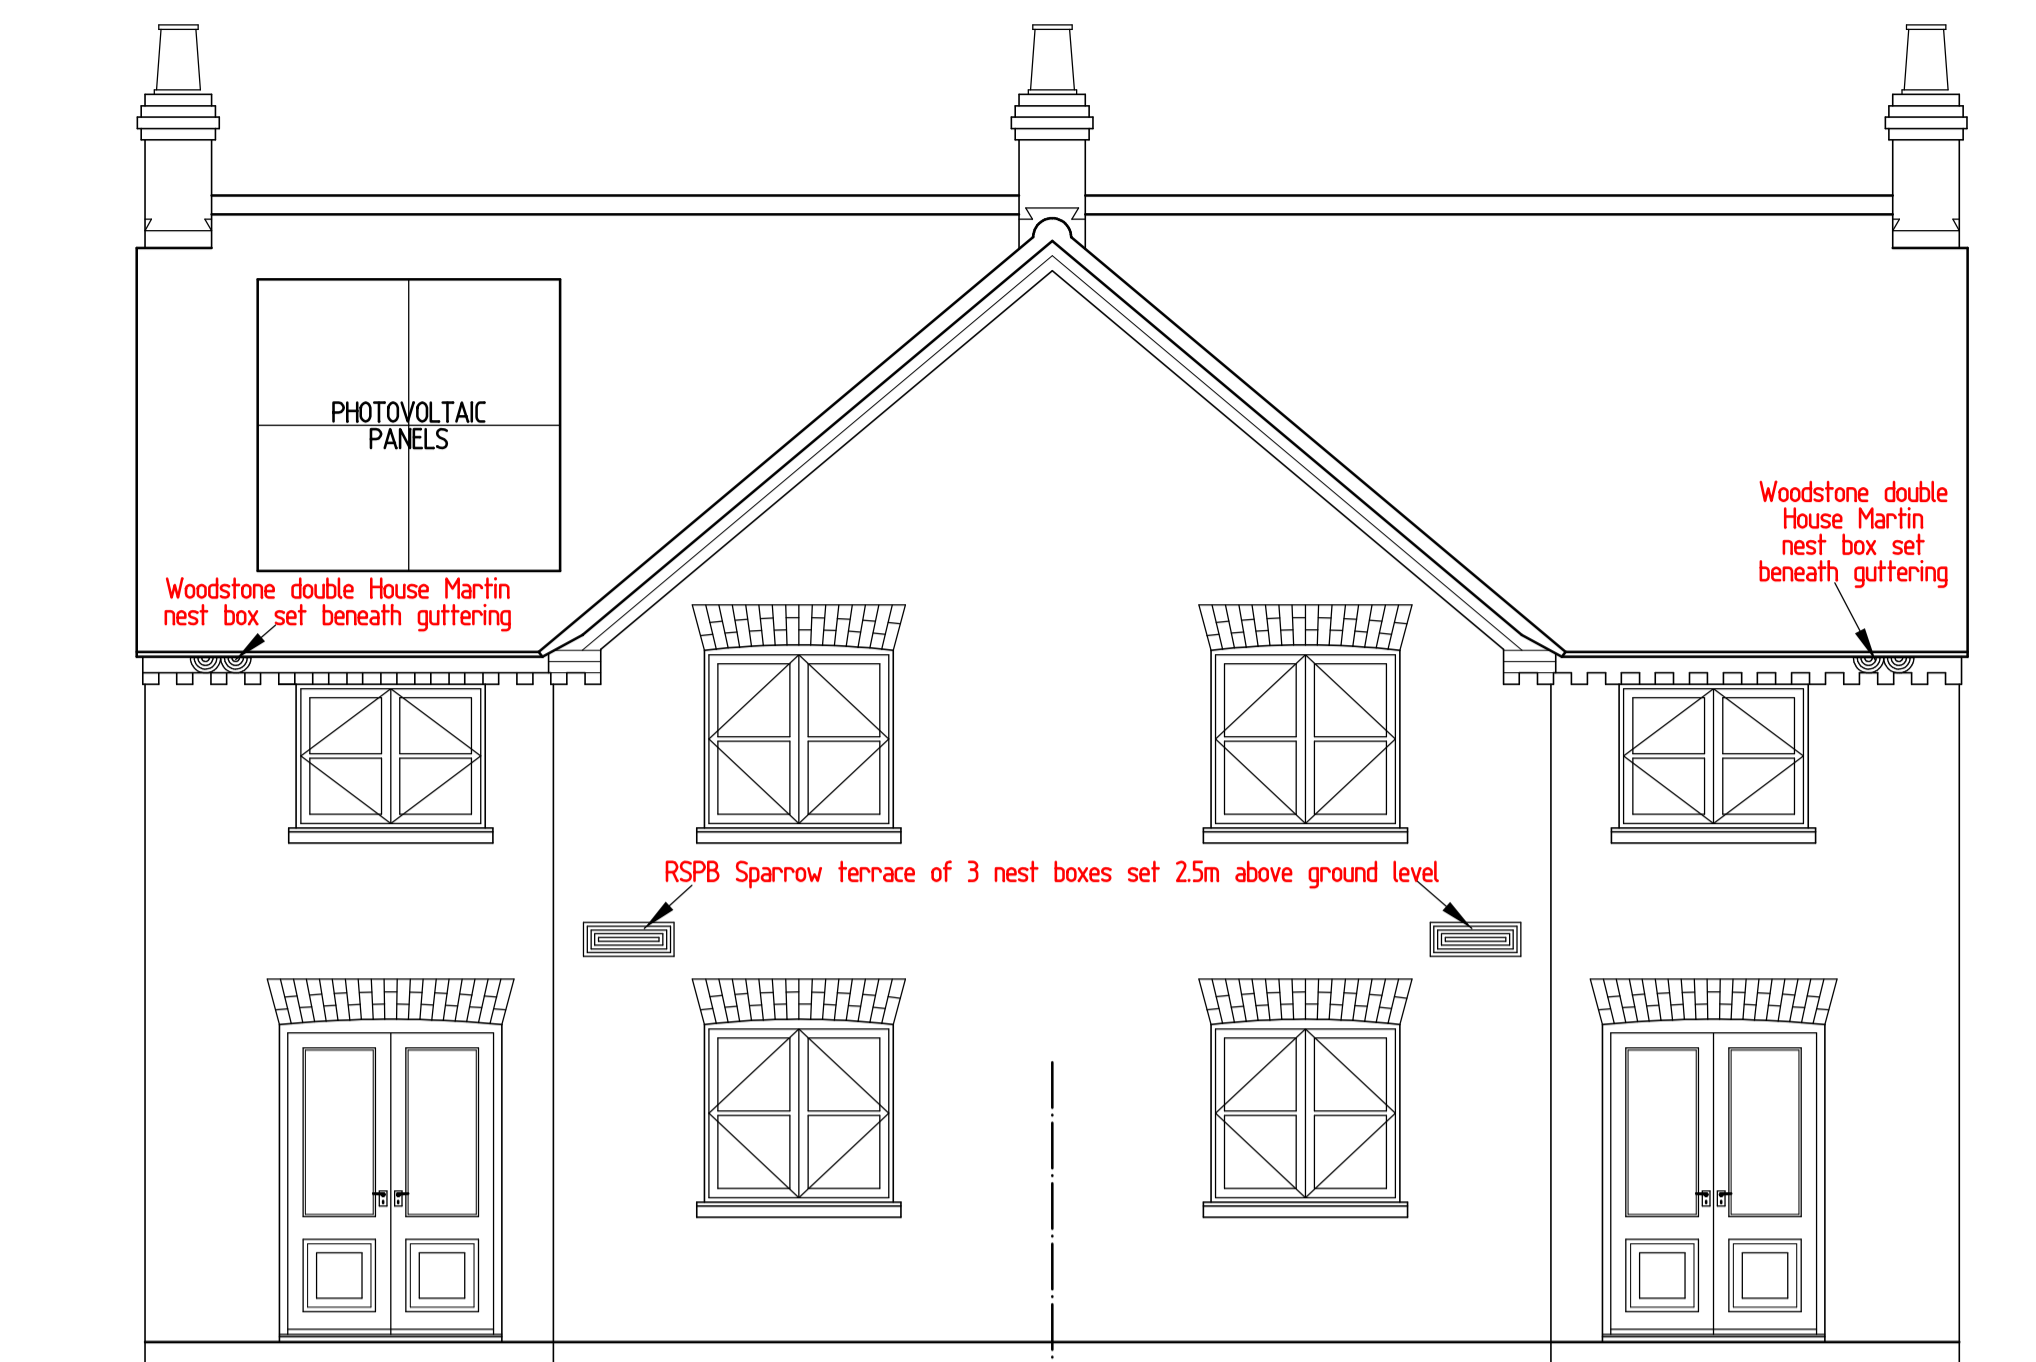 PHOTOVOLTAIC
PANELS
Woodstone double
House Martin
nest box set
beneath guttering
Woodstone double House Martin
nest box set beneath guttering
RSPB Sparrow terrace of 3 nest boxes set 2.5m above ground level